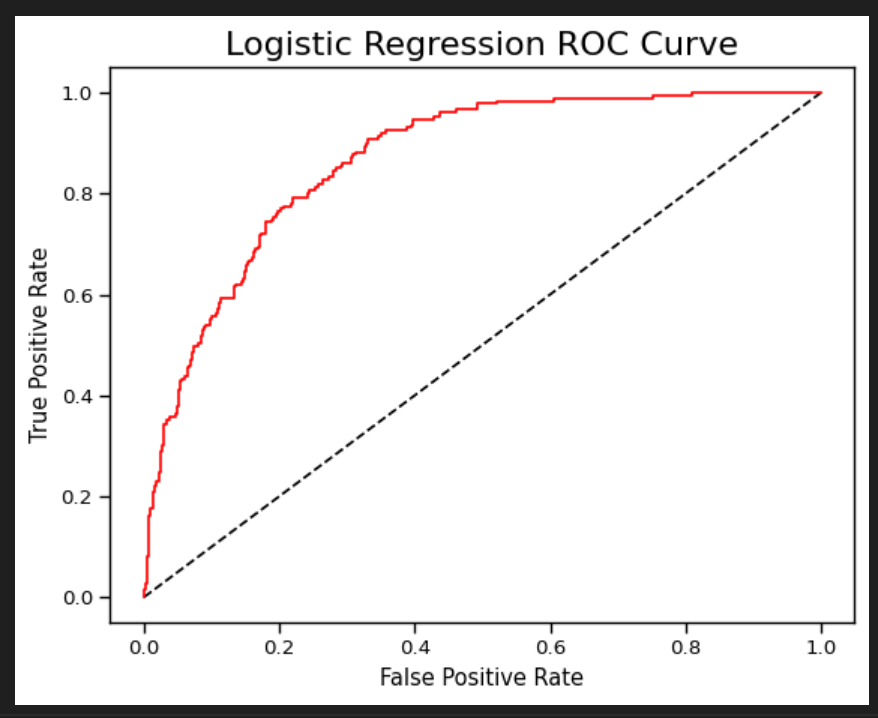 Logistic Regression ROC Curve
1.0
0.8
0.6
0.4
0.2
0.0
True Positive Rate
0.0 0.2 0.4 0.6 0.8 1.0
False Positive Rate